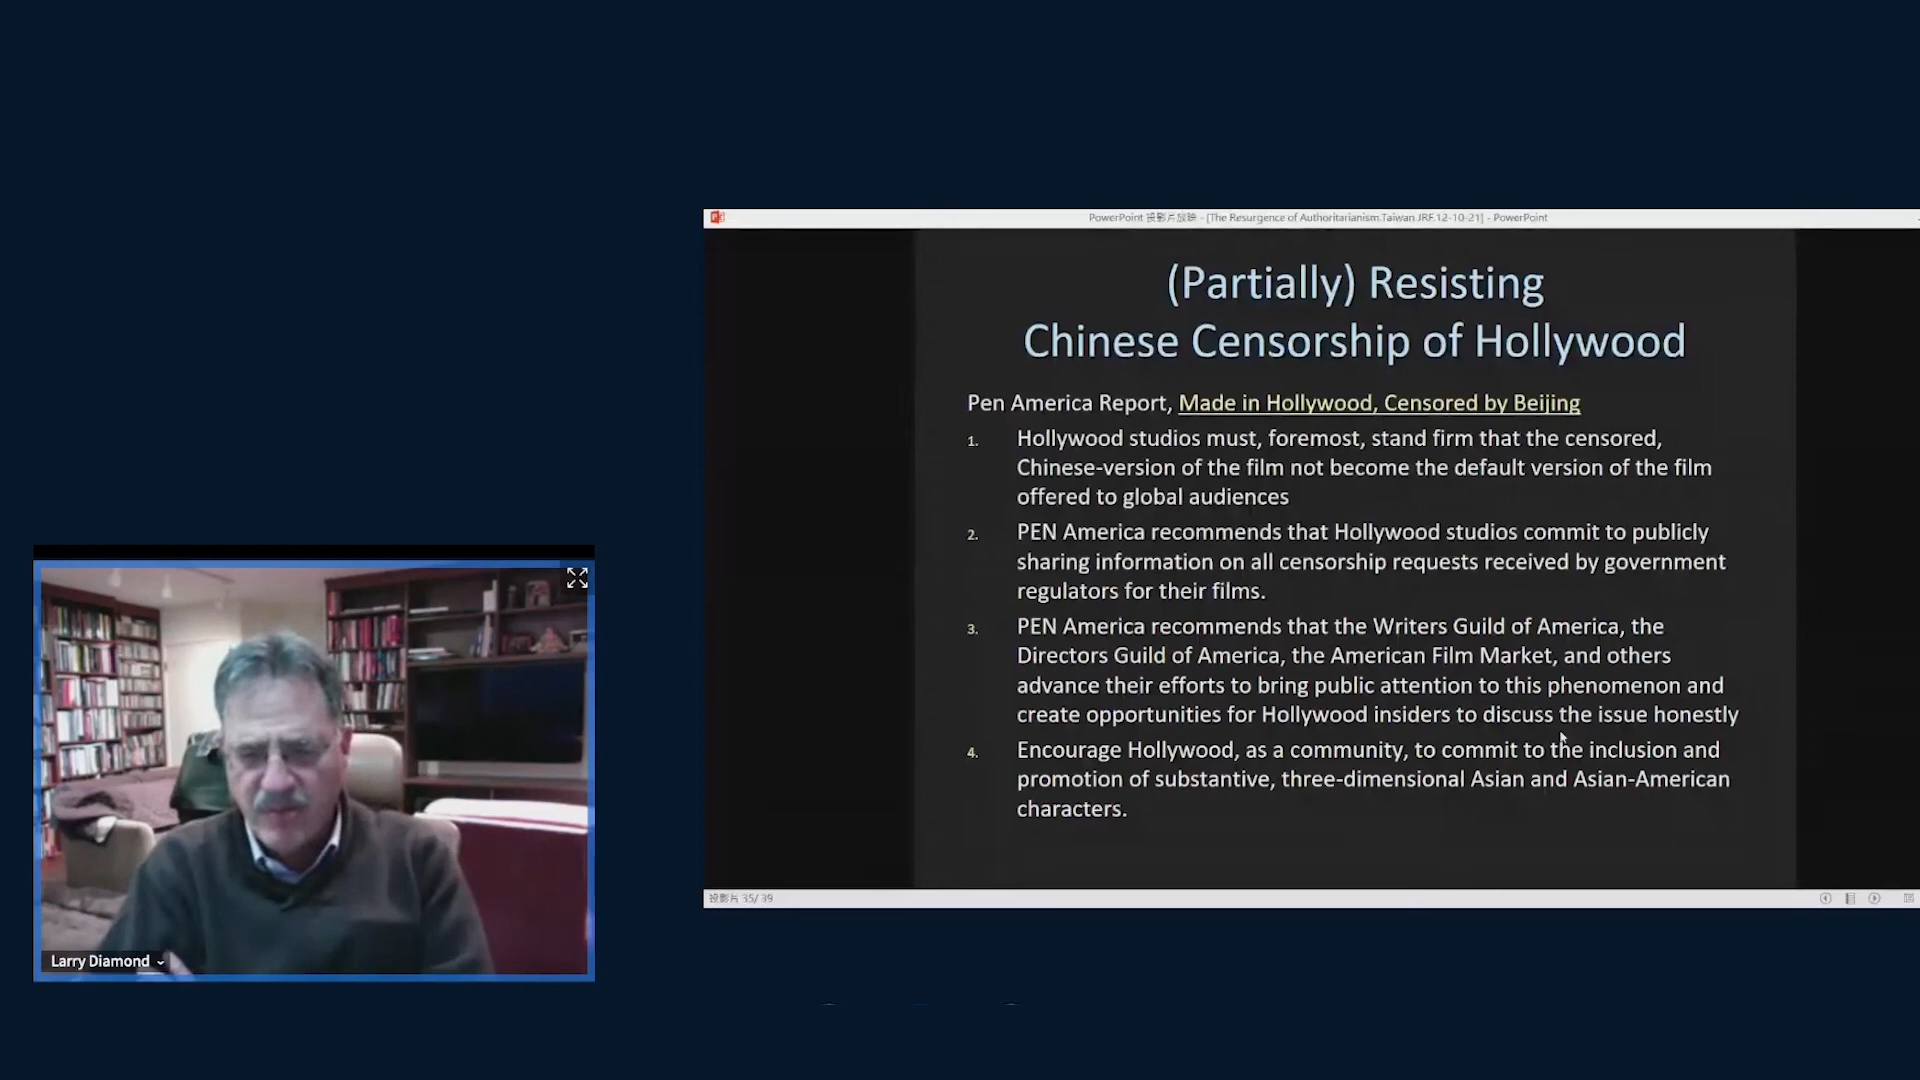 PowerPoint 投影片放映 - [The Resurgence of Authoritarianism.Taiwan JRF.12-10-21] - PowerPoint
(Partially) Resisting
Chinese Censorship of Hollywood
Pen America Report, Made in Hollywood, Censored by Beijing
1. Hollywood studios must, foremost, stand firm that the censored,
Chinese-version of the film not become the default version of the film
offered to global audiences
2. PEN America recommends that Hollywood studios commit to publicly
sharing information on all censorship requests received by government
regulators for their films.
3. PEN America recommends that the Writers Guild of America, the
Directors Guild of America, the American Film Market, and others
advance their efforts to bring public attention to this phenomenon and
create opportunities for Hollywood insiders to discuss the issue honestly
4. Encourage Hollywood, as a community, to commit to the inclusion and
promotion of substantive, three-dimensional Asian and Asian-American
characters.
投影片 35/ 39
Larry Diamond